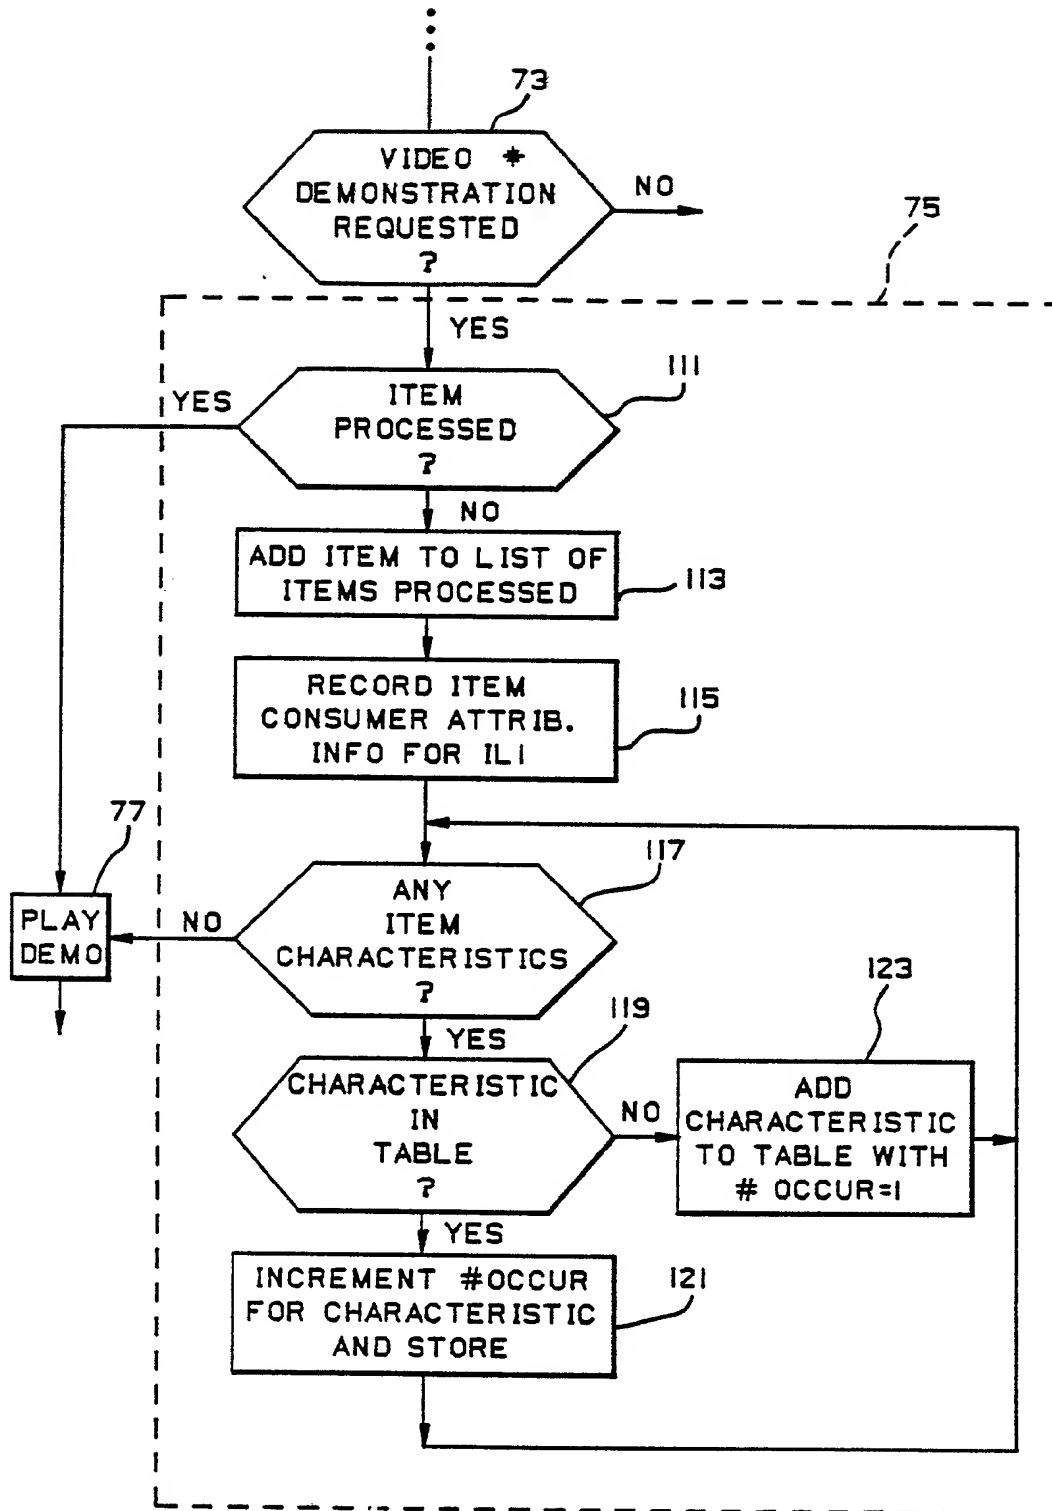 73
VIDEO *
DEMONSTRATION
REQUESTED
?
NO
75
YES
111
ITEM
PROCESSED
?
YES
NO
ADD ITEM TO LIST OF
ITEMS PROCESSED
113
RECORD ITEM
CONSUMER ATTRIB.
INFO FOR IL1
115
77
PLAY
DEMO
NO
117
ANY
ITEM
CHARACTERISTICS
?
YES
119
CHARACTERISTIC
IN
TABLE
?
NO
123
ADD
CHARACTERISTIC
TO TABLE WITH
# OCCUR=1
YES
INCREMENT #OCCUR
FOR CHARACTERISTIC
AND STORE
121